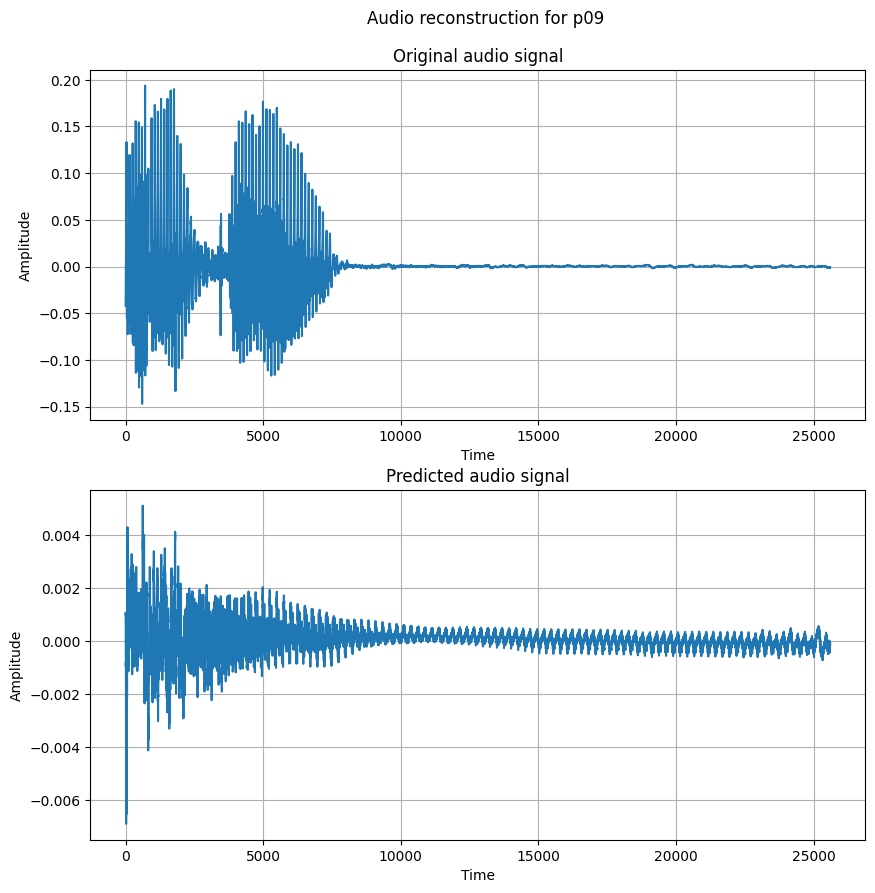 Audio reconstruction for p09
Original audio signal
0.20
0.15
0.10
0.05
0.00
−0.05
−0.10
−0.15
Amplitude
0 5000 10000 15000 20000 25000
Time
Predicted audio signal
0.004
0.002
0.000
−0.002
−0.004
−0.006
Amplitude
0 5000 10000 15000 20000 25000
Time